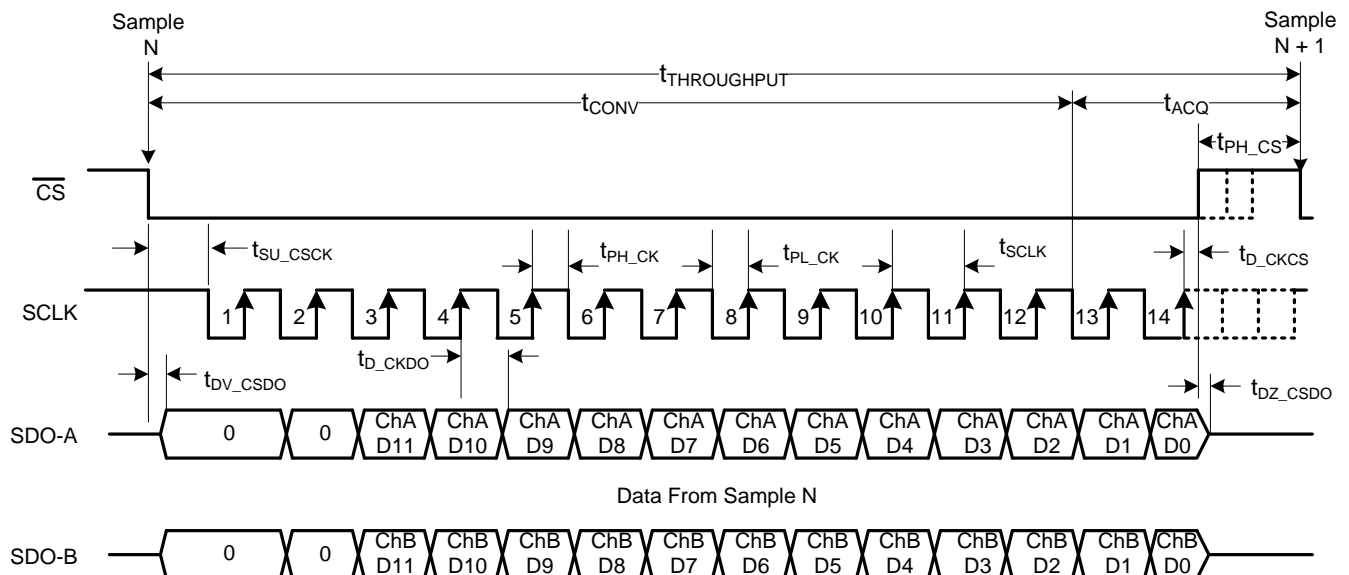 Sample
N
Sample
N + 1
tTHROUGHPUT
tCONV
tACQ
tPH_CS
CS
tSU_CSCK
tPH_CK
tPL_CK
tSCLK
tD_CKCS
SCLK
1 2 3 4 5 6 7 8 9 10 11 12 13 14
tD_CKDO
tDV_CSDO
tDZ_CSDO
SDO-A
0 0 ChA ChA ChA ChA ChA ChA ChA ChA ChA ChA ChA ChA
D11 D10 D9 D8 D7 D6 D5 D4 D3 D2 D1 D0
Data From Sample N
SDO-B
0 0 ChB ChB ChB ChB ChB ChB ChB ChB ChB ChB ChB ChB
D11 D10 D9 D8 D7 D6 D5 D4 D3 D2 D1 D0